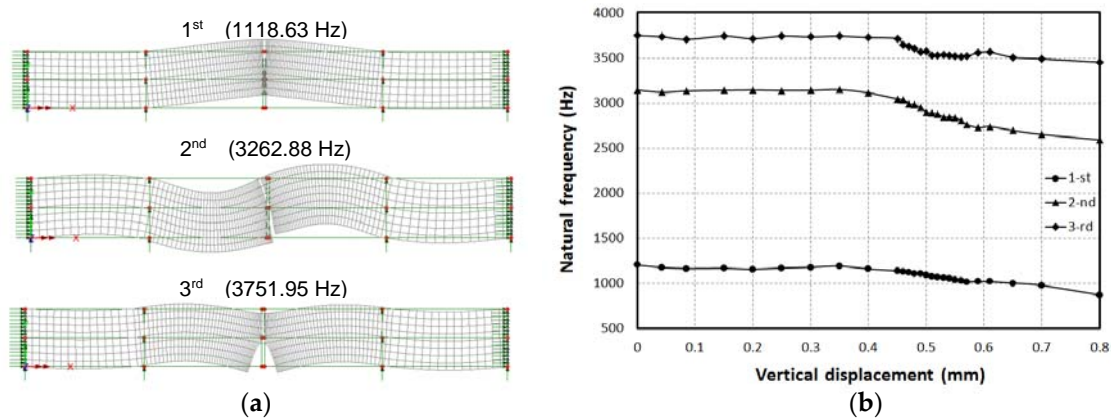 1st (1118.63 Hz)
X
2nd (3262.88 Hz)
X
3rd (3751.95 Hz)
X
(a)
Natural frequency (Hz)
4000
3500
3000
2500
2000
1500
1000
500
1-st
2-nd
3-rd
0 0.1 0.2 0.3 0.4 0.5 0.6 0.7 0.8
Vertical displacement (mm)
(b)